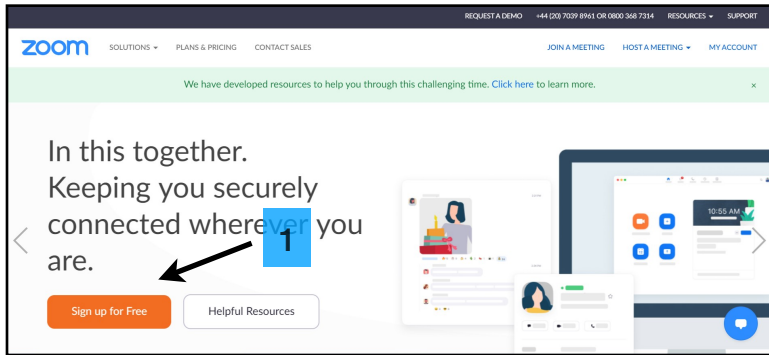 REQUEST A DEMO +44 (20) 7039 8961 OR 0800 368 7314 RESOURCES SUPPORT
zoom SOLUTIONS PLANS & PRICING CONTACT SALES JOIN A MEETING HOST A MEETING MY ACCOUNT
We have developed resources to help you through this challenging time. Click here to learn more. ×
In this together.
Keeping you securely
connected wherever you
are.
1
10:55 AM
Sign up for Free Helpful Resources